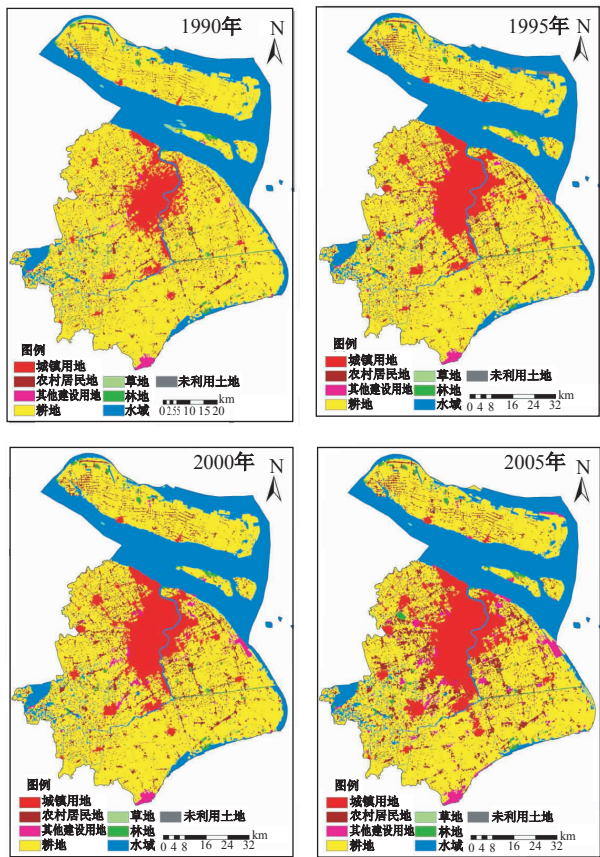 1990年
N
图例
城镇用地
农村居民地 草地 未利用土地
其他建设用地 林地 km
耕地 水域 0 2.55 10 15 20
1995年
N
图例
城镇用地
农村居民地 草地 未利用土地
其他建设用地 林地 km
耕地 水域 0 4 8 16 24 32
2000年
N
图例
城镇用地
农村居民地 草地 未利用土地
其他建设用地 林地 km
耕地 水域 0 4 8 16 24 32
2005年
N
图例
城镇用地
农村居民地 草地 未利用土地
其他建设用地 林地 km
耕地 水域 0 4 8 16 24 32